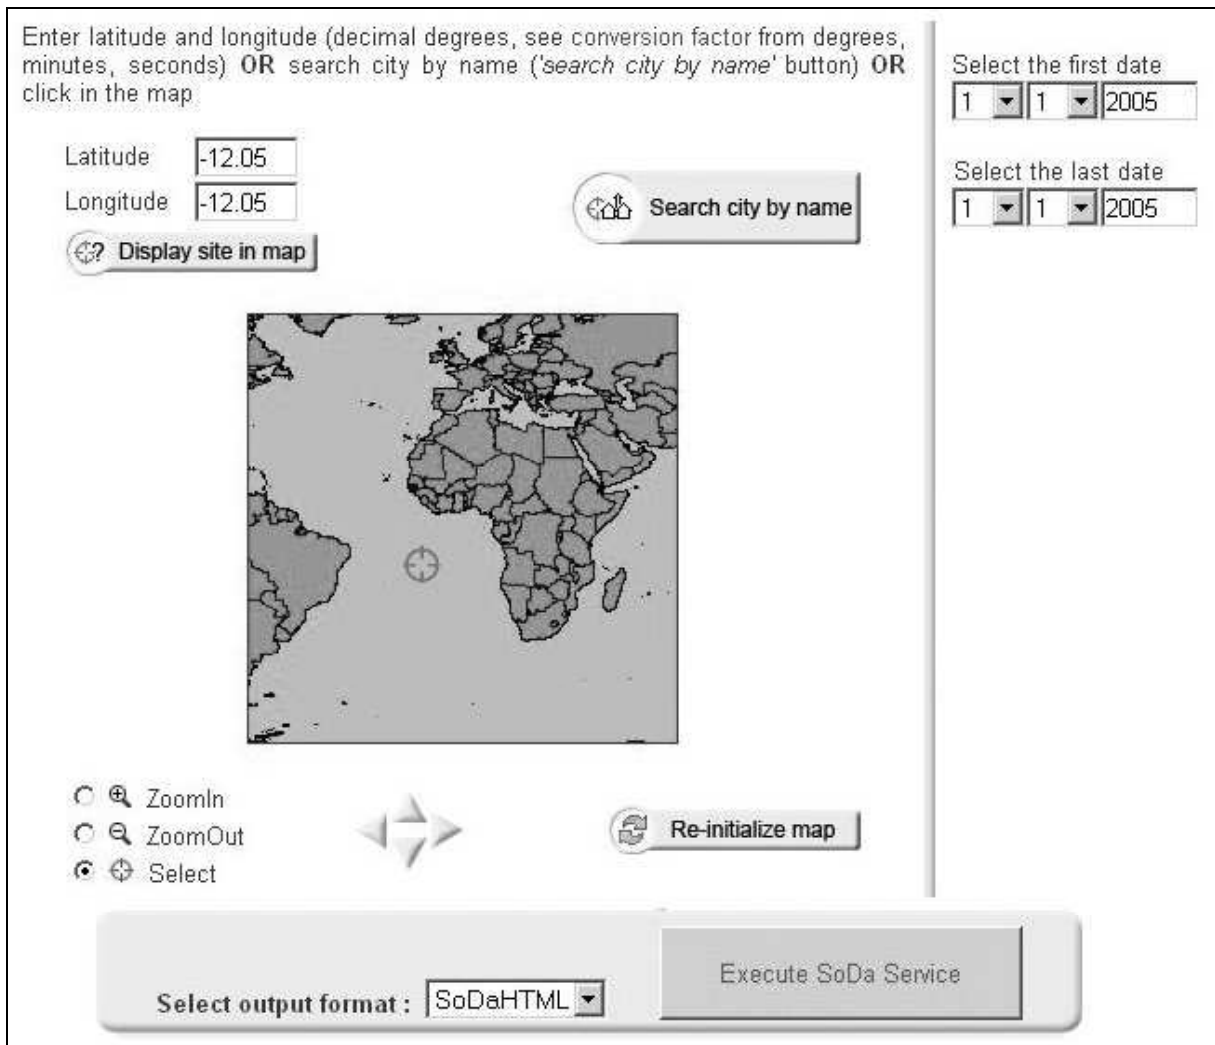 Enter latitude and longitude (decimal degrees, see conversion factor from degrees,
minutes, seconds) OR search city by name ('search city by name' button) OR
click in the map
Latitude -12.05
Longitude -12.05
Display site in map
Search city by name
Select the first date
1 1 2005
Select the last date
1 1 2005
ZoomIn
ZoomOut
Select
Re-initialize map
Select output format : SoDaHTML
Execute SoDa Service